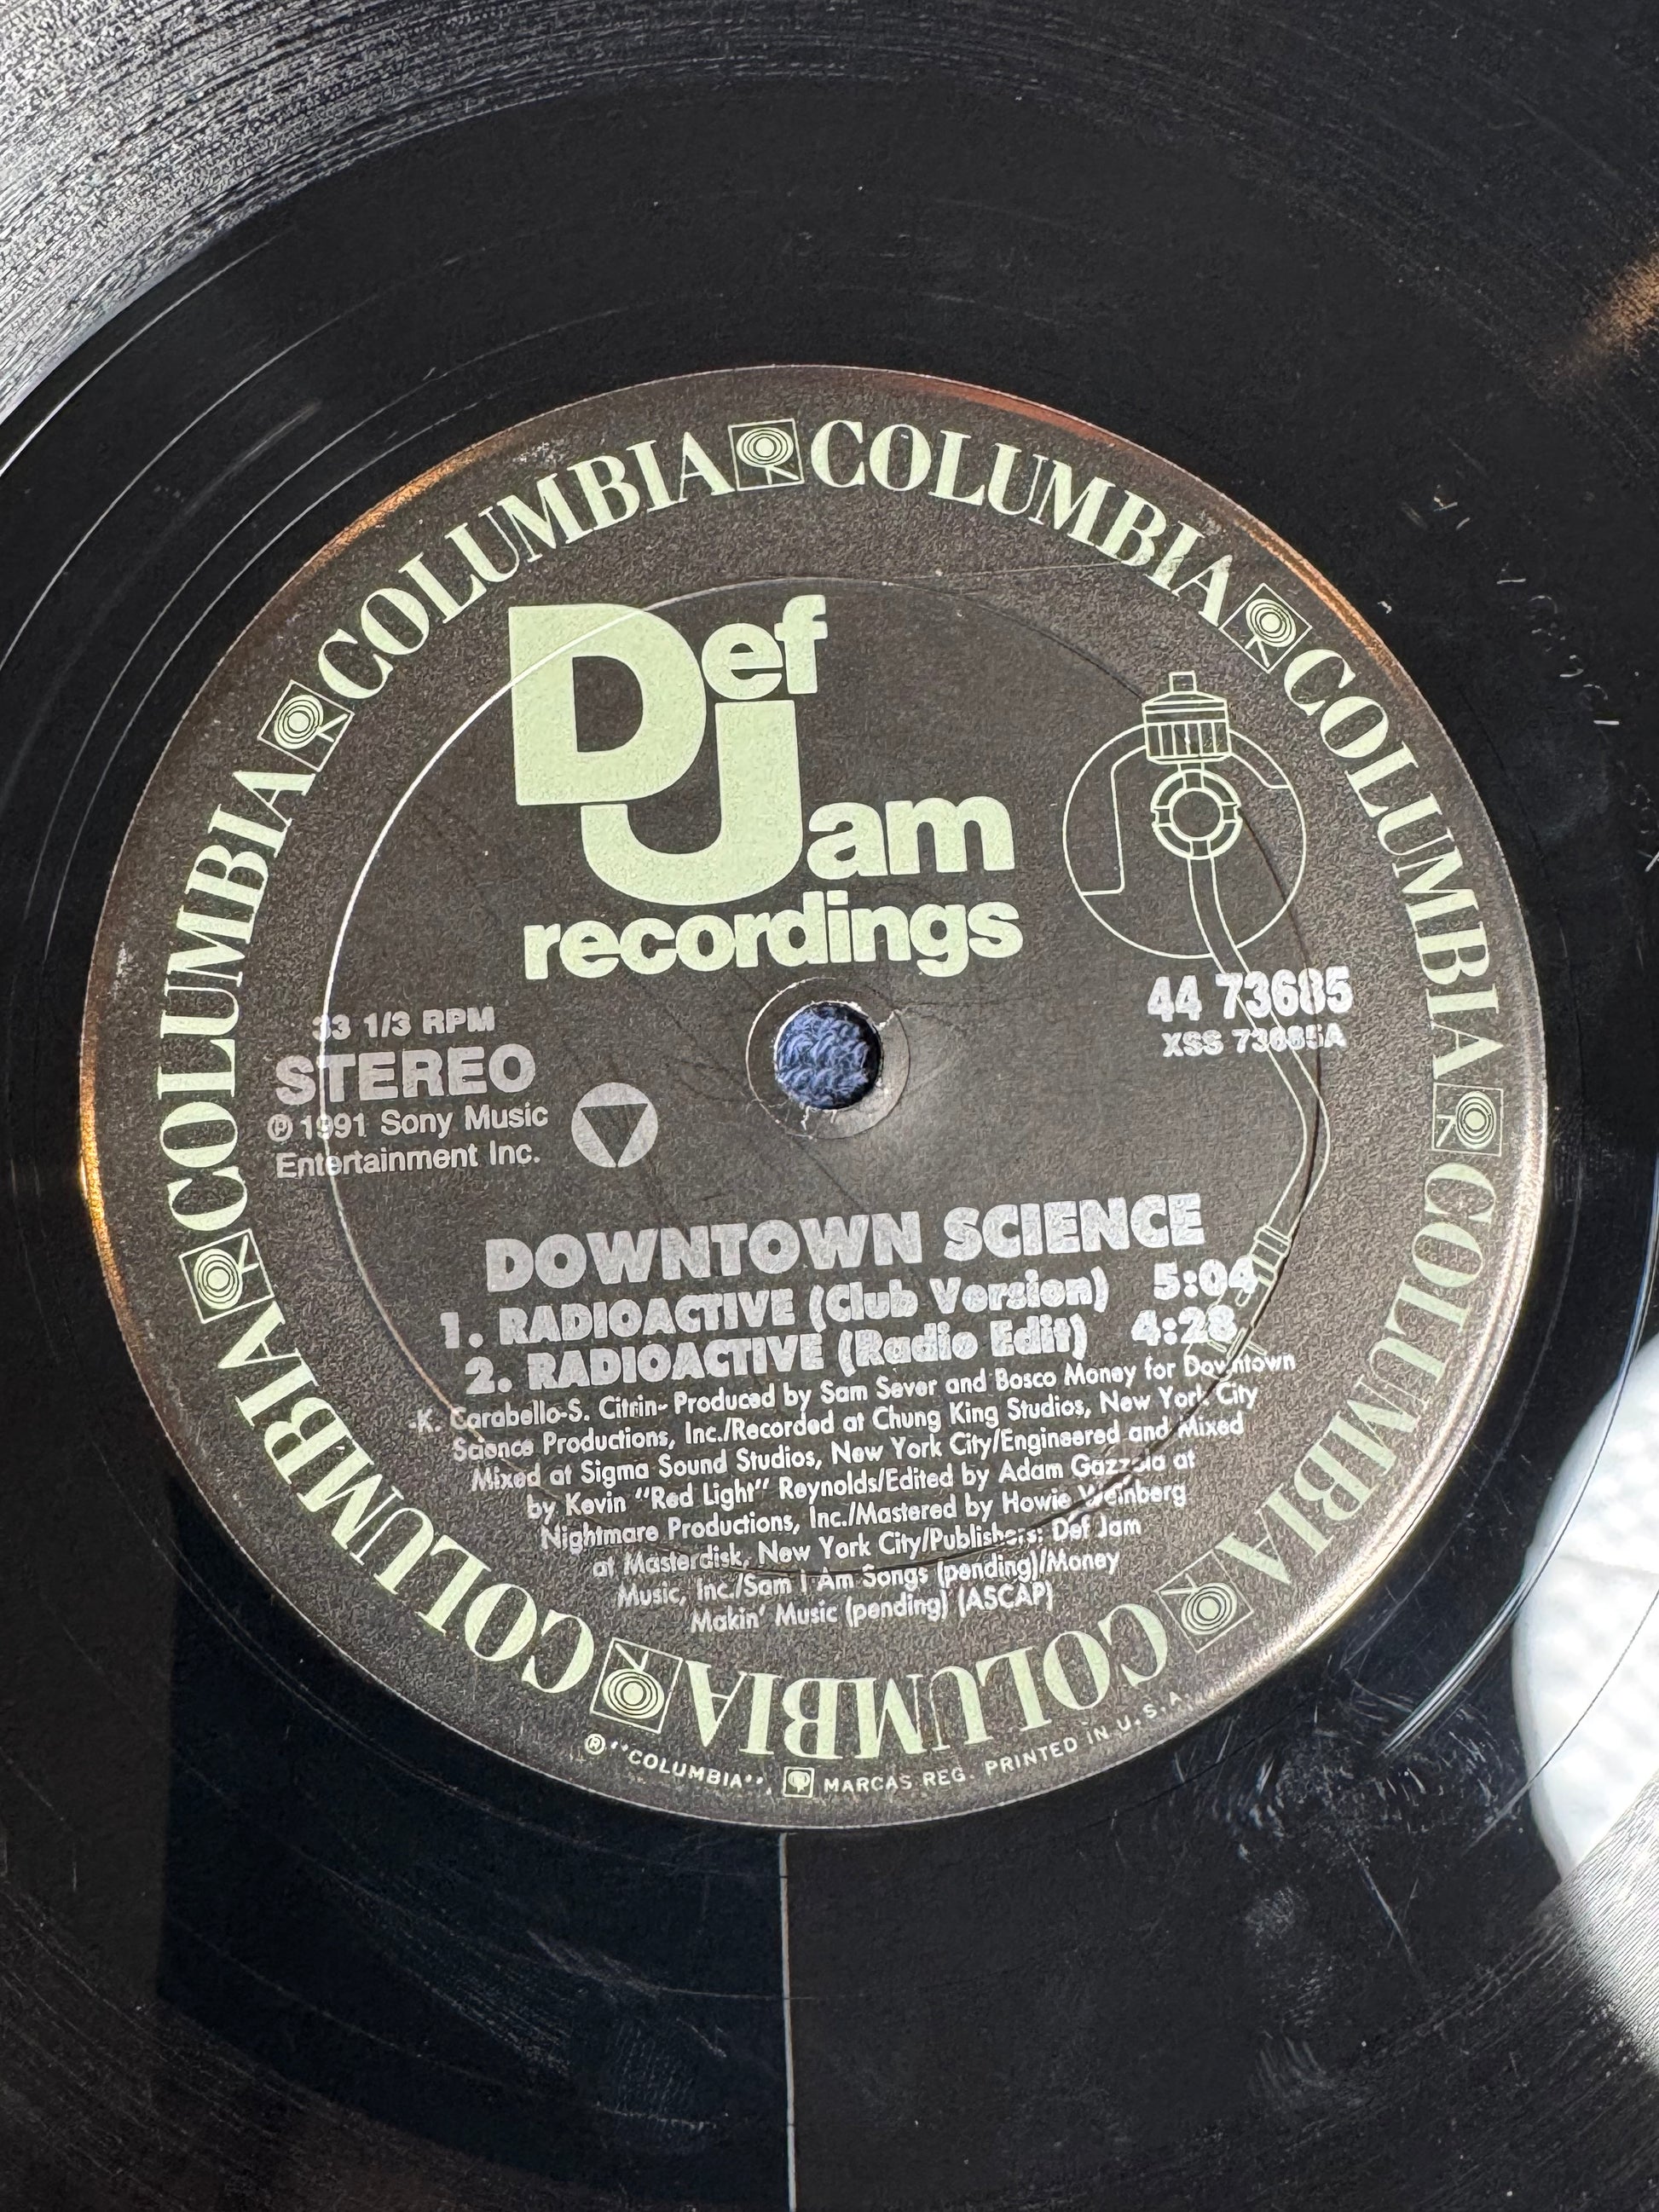 COLUMBIA COLUMBIA COLUMBIA COLUMBIA COLUMBIA COLUMBIA COLUMBIA
Def
Jam
recordings
33 1/3 RPM
STEREO
℗ 1991 Sony Music
Entertainment Inc.
44 73685
XSS 73685A
DOWNTOWN SCIENCE
1. RADIOACTIVE (Club Version) 5:04
2. RADIOACTIVE (Radio Edit) 4:28
-K. Carabello-S. Citrin- Produced by Sam Sever and Bosco Money for Downtown
Science Productions, Inc./Recorded at Chung King Studios, New York City
Mixed at Sigma Sound Studios, New York City/Engineered and Mixed
by Kevin "Red Light" Reynolds/Edited by Adam Gazzola at
Nightmare Productions, Inc./Mastered by Howie Weinberg
at Masterdisk, New York City/Publishers: Def Jam
Music, Inc./Sam I Am Songs (pending)/Money
Makin' Music (pending) (ASCAP)
® "COLUMBIA", MARCAS REG. PRINTED IN U.S.A.